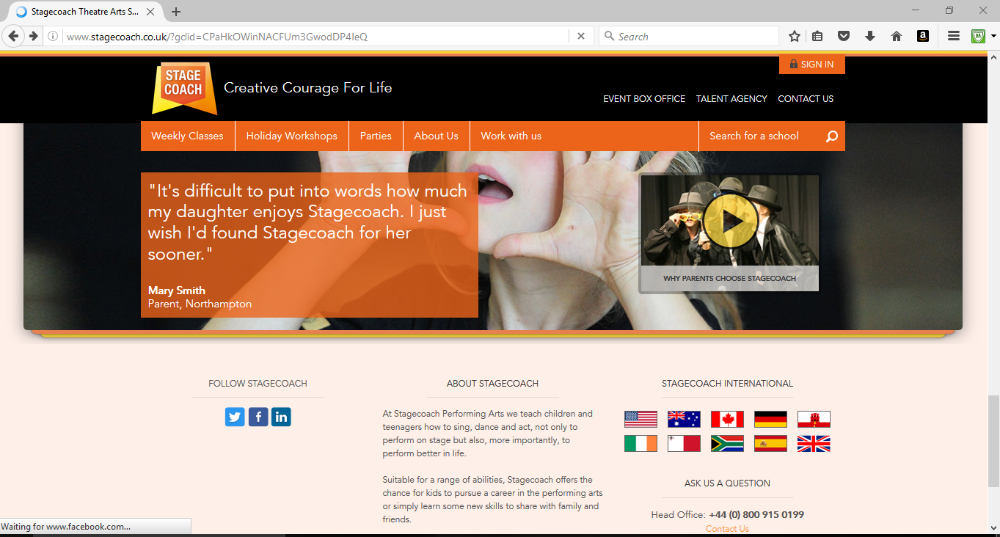 Stagecoach Theatre Arts S...
www.stagecoach.co.uk/?gclid=CPaHkOWinNACFUm3GwodDP4IeQ
Search
SIGN IN
STAGE
COACH
Creative Courage For Life
EVENT BOX OFFICE
TALENT AGENCY
CONTACT US
Weekly Classes
Holiday Workshops
Parties
About Us
Work with us
Search for a school
"It's difficult to put into words how much
my daughter enjoys Stagecoach. I just
wish I'd found Stagecoach for her
sooner."
Mary Smith
Parent, Northampton
WHY PARENTS CHOOSE STAGECOACH
FOLLOW STAGECOACH
ABOUT STAGECOACH
At Stagecoach Performing Arts we teach children and
teenagers how to sing, dance and act, not only to
perform on stage but also, more importantly, to
perform better in life.
Suitable for a range of abilities, Stagecoach offers the
chance for kids to pursue a career in the performing arts
or simply learn some new skills to share with family and
friends.
STAGECOACH INTERNATIONAL
ASK US A QUESTION
Head Office: +44 (0) 800 915 0199
Contact Us
Waiting for www.facebook.com...